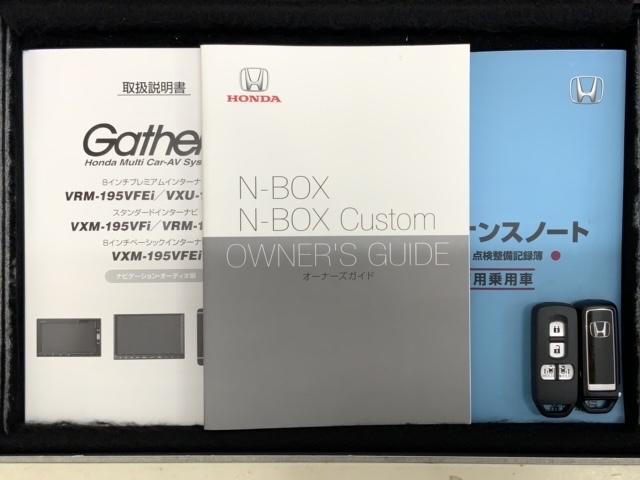 取扱説明書
Gathe
Honda Multi Car-AV Sys
8インチプレミアムインターナ
VRM-195VFEi/VXU-1
スタンダードインターナビ
VXM-195VFi/VRM-1
8インチベーシックインターナ
VXM-195VFEi
ナビゲーション・オーディオ編
HONDA
N-BOX
N-BOX Custom
OWNER'S GUIDE
オーナーズガイド
ンスノート
点検整備記録簿
用乗用車